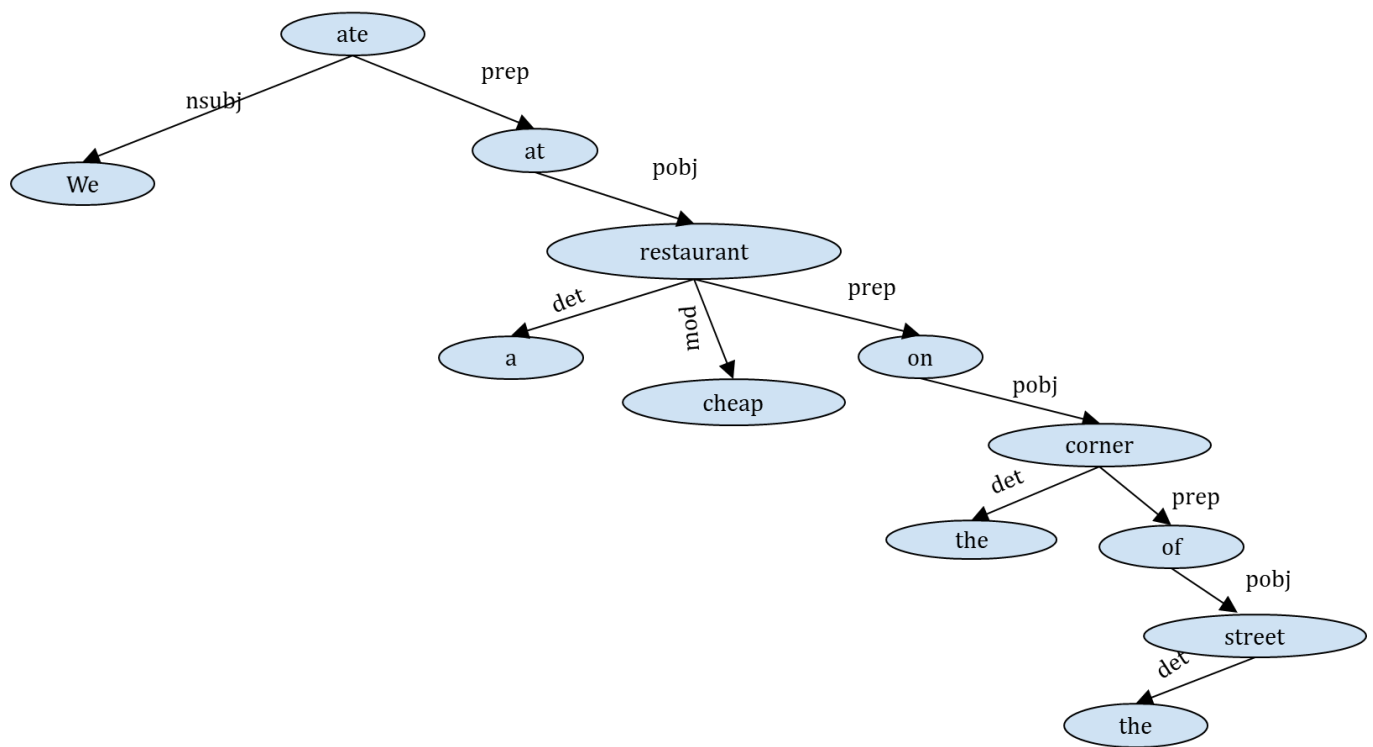 ate
prep
nsubj
at
pobj
We
restaurant
prep
det
mod
a
on
pobj
cheap
corner
det
prep
the
of
pobj
street
det
the